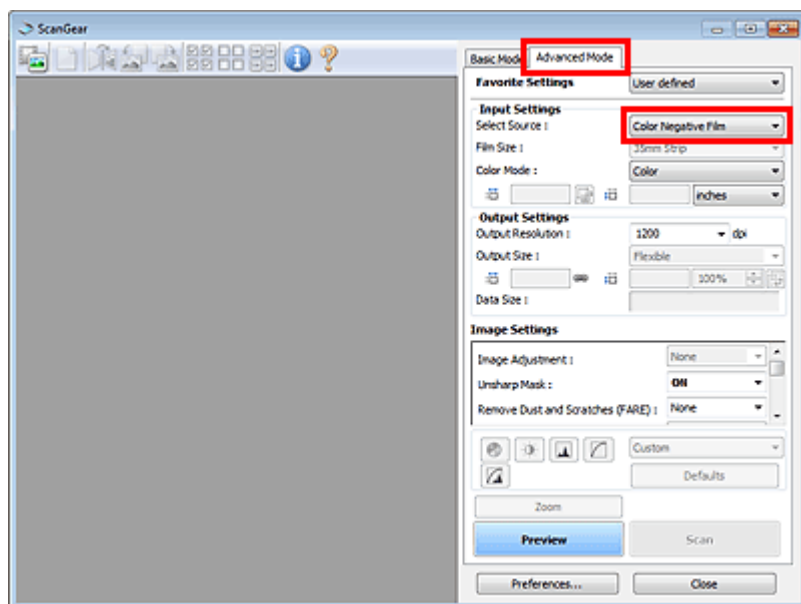 ScanGear
Basic Mode Advanced Mode
Favorite Settings User defined
Input Settings
Select Source : Color Negative Film
Film Size : 35mm Strip
Color Mode : Color
inches
Output Settings
Output Resolution : 1200 dpi
Output Size : Flexible
100%
Data Size :
Image Settings
Image Adjustment : None
Unsharp Mask : ON
Remove Dust and Scratches (FARE) : None
Custom
Defaults
Zoom
Preview Scan
Preferences... Close